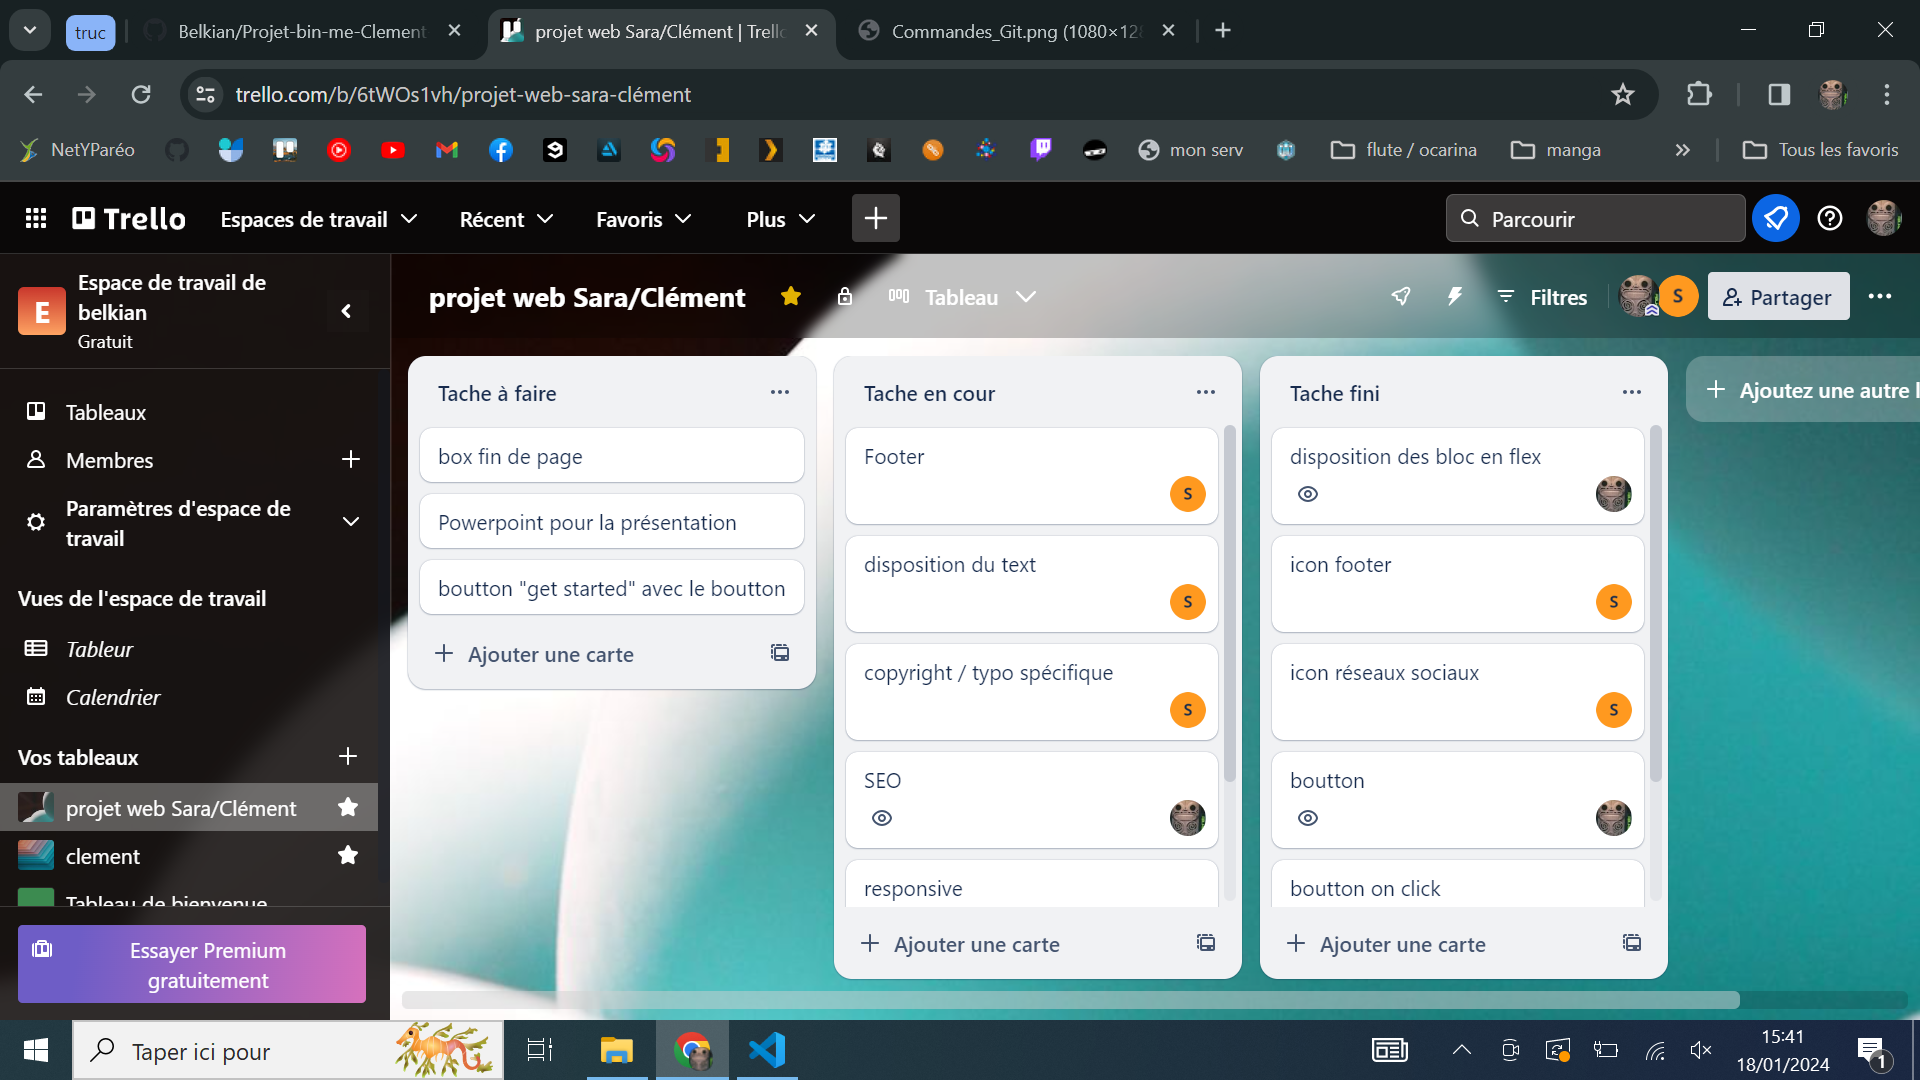 truc
Belkian/Projet-bin-me-Clement
projet web Sara/Clément | Trello
Commandes_Git.png (1080×128
trello.com/b/6tWOs1vh/projet-web-sara-clément
NetYParéo
mon serv
flute / ocarina
manga
Tous les favoris
Trello
Espaces de travail
Récent
Favoris
Plus
Parcourir
E
Espace de travail de
belkian
Gratuit
projet web Sara/Clément
Tableau
Filtres
S
Partager
Tableaux
Membres
Paramètres d'espace de
travail
Vues de l'espace de travail
Tableur
Calendrier
Vos tableaux
projet web Sara/Clément
clement
Tableau de bienvenue
Essayer Premium
gratuitement
Tache à faire
box fin de page
Powerpoint pour la présentation
boutton "get started" avec le boutton
Ajouter une carte
Tache en cour
Footer
S
disposition du text
S
copyright / typo spécifique
S
SEO
responsive
Ajouter une carte
Tache fini
disposition des bloc en flex
icon footer
S
icon réseaux sociaux
S
boutton
boutton on click
Ajouter une carte
Ajoutez une autre l
Taper ici pour
15:41
18/01/2024
1